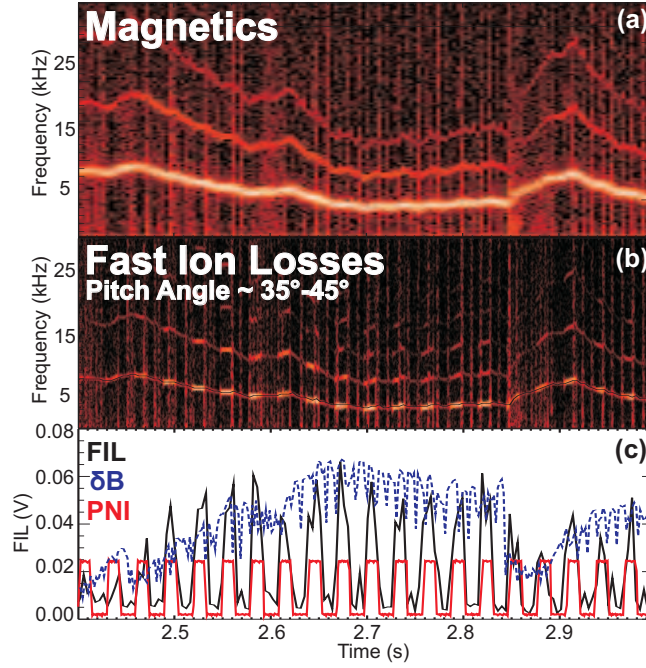 Magnetics
(a)
Frequency (kHz)
25
15
5
Fast Ion Losses
Pitch Angle ~ 35°-45°
(b)
Frequency (kHz)
25
15
5
(c)
FIL
δB
PNI
FIL (V)
0.08
0.06
0.04
0.02
0.00
2.5 2.6 2.7 2.8 2.9
Time (s)